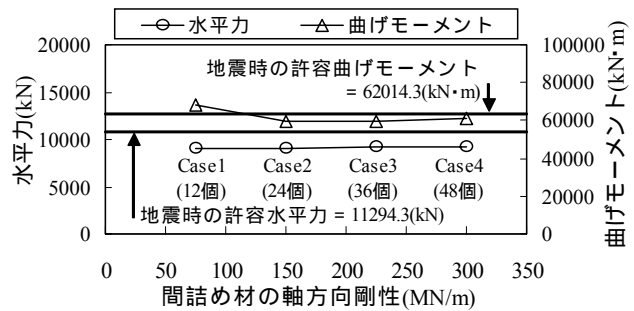 水平力 曲げモーメント
20000
15000
10000
5000
0
水平力(kN)
100000
80000
60000
40000
20000
0
曲げモーメント(kN・m)
地震時の許容曲げモーメント
= 62014.3(kN・m)
Case1 Case2 Case3 Case4
(12個) (24個) (36個) (48個)
地震時の許容水平力 = 11294.3(kN)
0 50 100 150 200 250 300 350
間詰め材の軸方向剛性(MN/m)